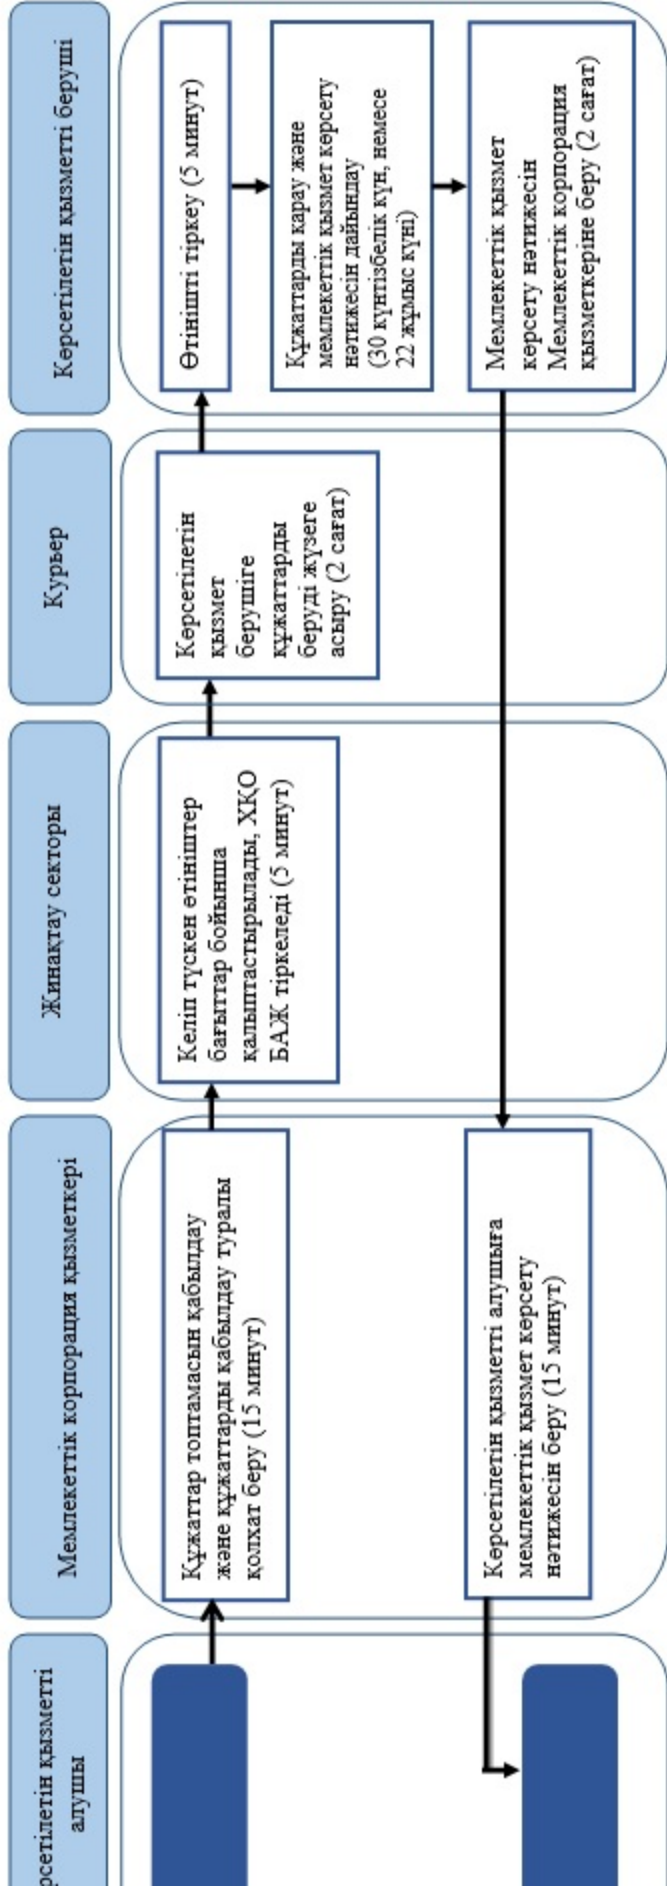 рсетілетін қызметті
алушы
Мемлекеттік корпорация қызметкері
Жинақтау секторы
Курьер
Көрсетілетін қызметті беруші
Құжаттар топтамасын қабылдау
және құжаттарды қабылдау туралы
қолхат беру (15 минут)
Келіп түскен өтініштер
бағыттар бойынша
қалыптастырылады, ХҚО
БАЖ тіркеледі (5 минут)
Көрсетілетін
қызмет
берушіге
құжаттарды
беруді жүзеге
асыру (2 сағат)
Өтінішті тіркеу (5 минут)
Құжаттарды қарау және
мемлекеттік қызмет көрсету
нәтижесін дайындау
(30 күнтізбелік күн, немесе
22 жұмыс күні)
Мемлекеттік қызмет
көрсету нәтижесін
Мемлекеттік корпорация
қызметкеріне беру (2 сағат)
Көрсетілетін қызметті алушыға
мемлекеттік қызмет көрсету
нәтижесін беру (15 минут)